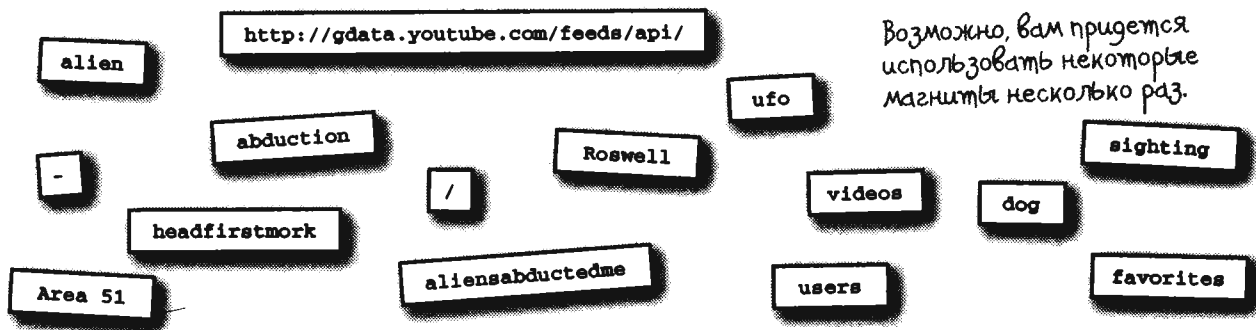 http://gdata.youtube.com/feeds/api/
Возможно, вам придется
использовать некоторые
магниты несколько раз.
alien
ufo
abduction
Roswell
sighting
-
/
videos
dog
headfirstmork
aliensabductedme
Area 51
users
favorites